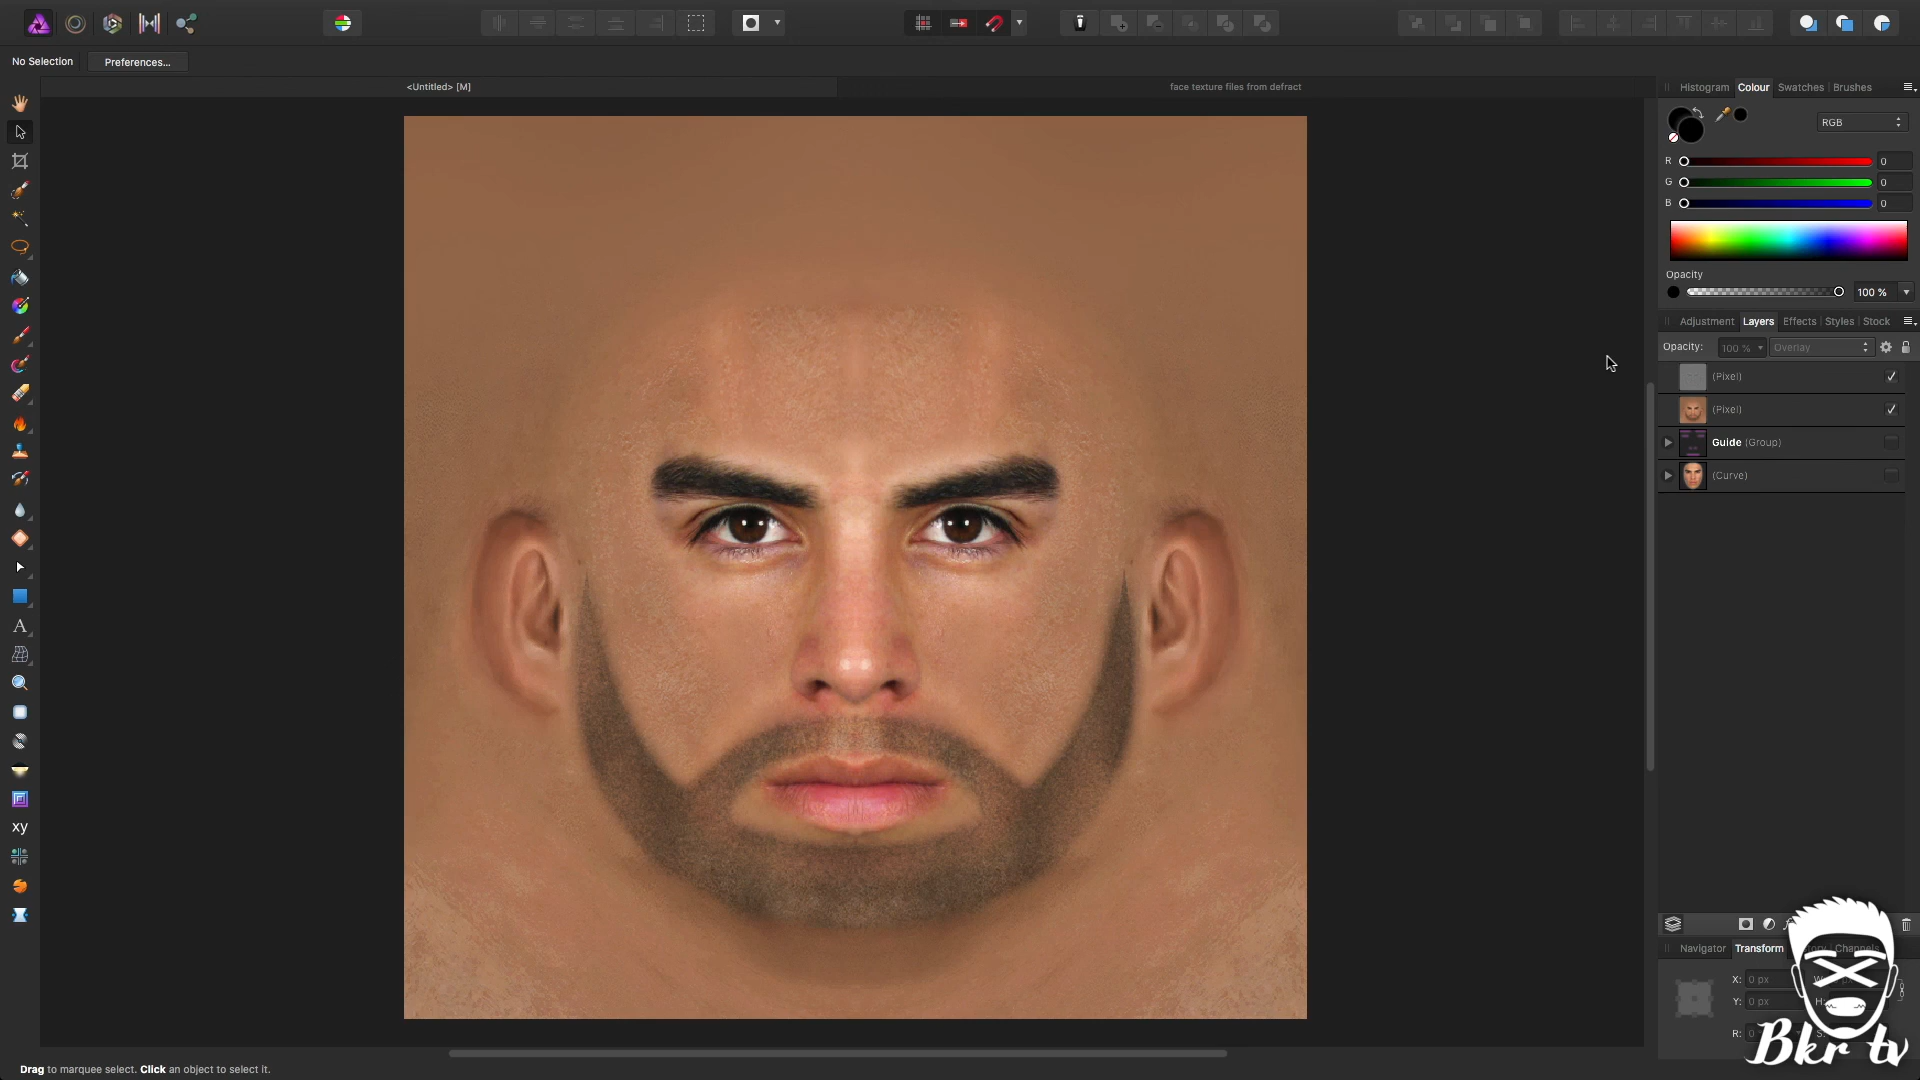 No Selection
Preferences...
<Untitled> [M]
face texture files from defract
Histogram
Colour
Swatches
Brushes
RGB
R
0
G
0
B
0
Opacity
100 %
Adjustment
Layers
Effects
Styles
Stock
Opacity:
100 %
Overlay
(Pixel)
(Pixel)
Guide (Group)
(Curve)
A
xy
Navigator
Transform
Channels
X:
0 px
Y:
0 px
H:
R:
Bkr tv
Drag to marquee select. Click an object to select it.